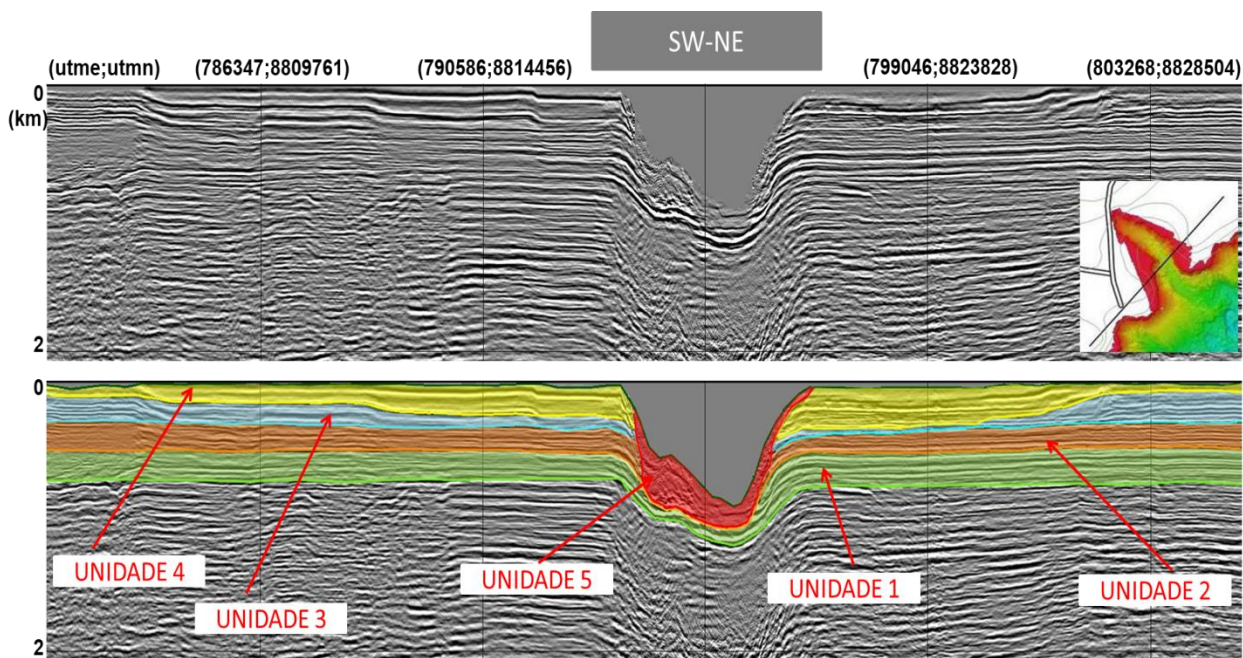 SW-NE
(utme;utmn) (786347;8809761) (790586;8814456) (799046;8823828) (803268;8828504)
0
(km)
2
0
UNIDADE 4
UNIDADE 5
UNIDADE 1
UNIDADE 2
UNIDADE 3
2